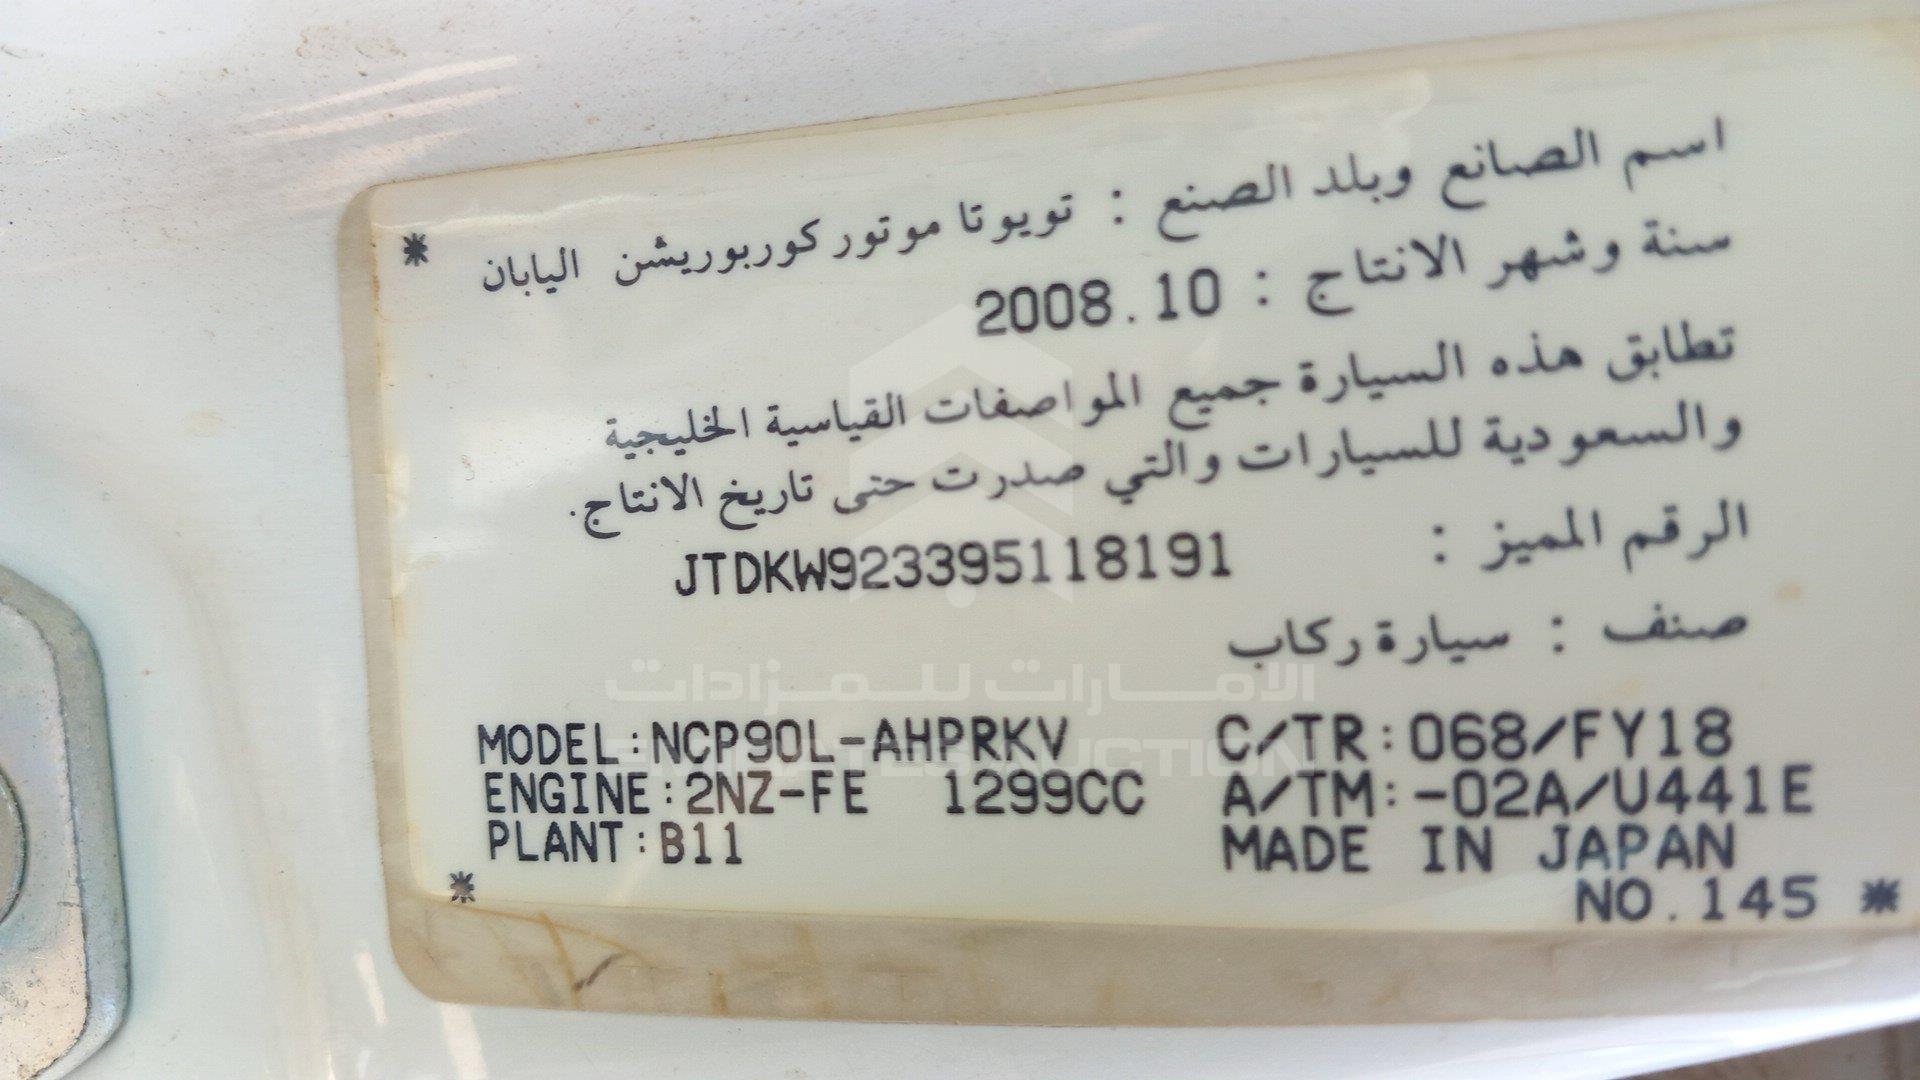 اسم الصانع وبلد الصنع : تويوتا موتور كوربوريشن اليابان *
سنة وشهر الانتاج : 2008.10
تطابق هذه السيارة جميع المواصفات القياسية الخليجية
والسعودية للسيارات والتي صدرت حتى تاريخ الانتاج.
الرقم المميز : JTDKW923395118191
صنف : سيارة ركاب
الامارات للمزادات
EMIRATES AUCTION
MODEL:NCP90L-AHPRKV C/TR:068/FY18
ENGINE:2NZ-FE 1299CC A/TM:-02A/U441E
PLANT:B11 MADE IN JAPAN
* NO.145 *